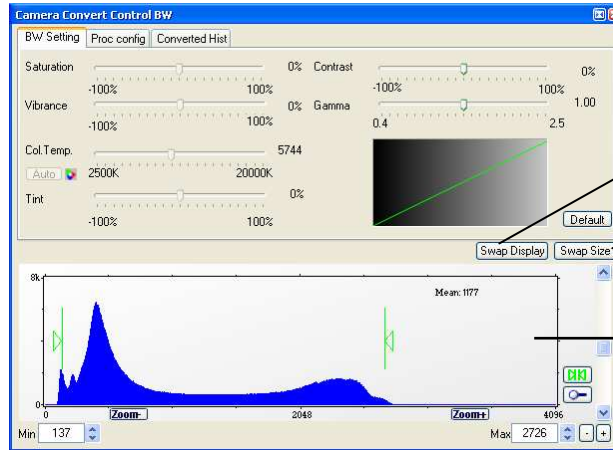 Camera Convert Control BW
BW Setting Proc config Converted Hist
Saturation 0% Contrast 0%
-100% 100% -100% 100%
Vibrance 0% Gamma 1.00
-100% 100% 0.4 2.5
Col.Temp. 5744
Auto 2500K 20000K
Tint 0%
-100% 100% Default
Swap Display Swap Size
8k
Mean: 1177
0
0 Zoom- 2048 Zoom+ 4096
Min 137 Max 2726 - +